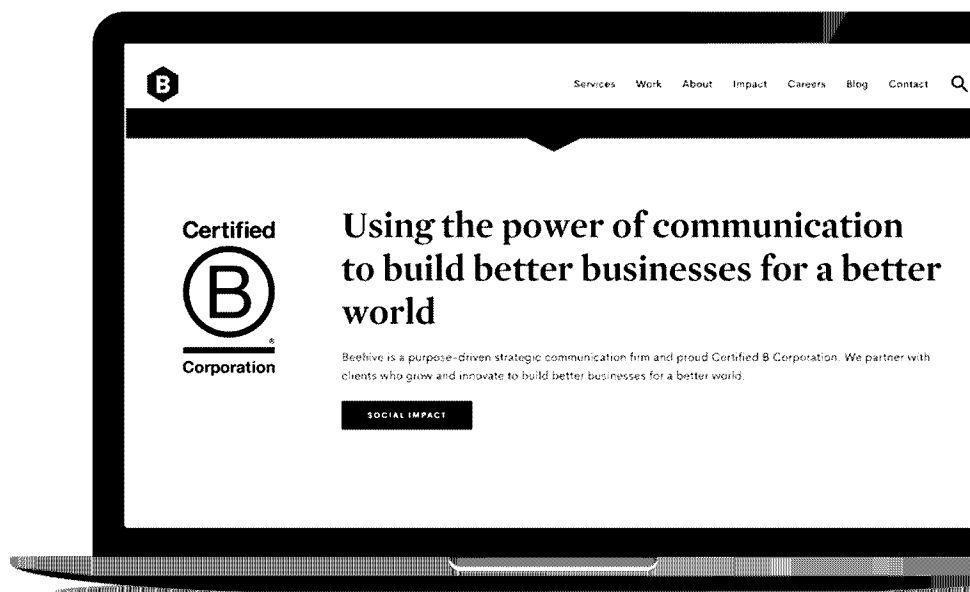 B
Services Work About Impact Careers Blog Contact
Certified
B
®
Corporation
Using the power of communication
to build better businesses for a better
world
Beehive is a purpose-driven strategic communication firm and proud Certified B Corporation. We partner with
clients who grow and innovate to build better businesses for a better world.
SOCIAL IMPACT